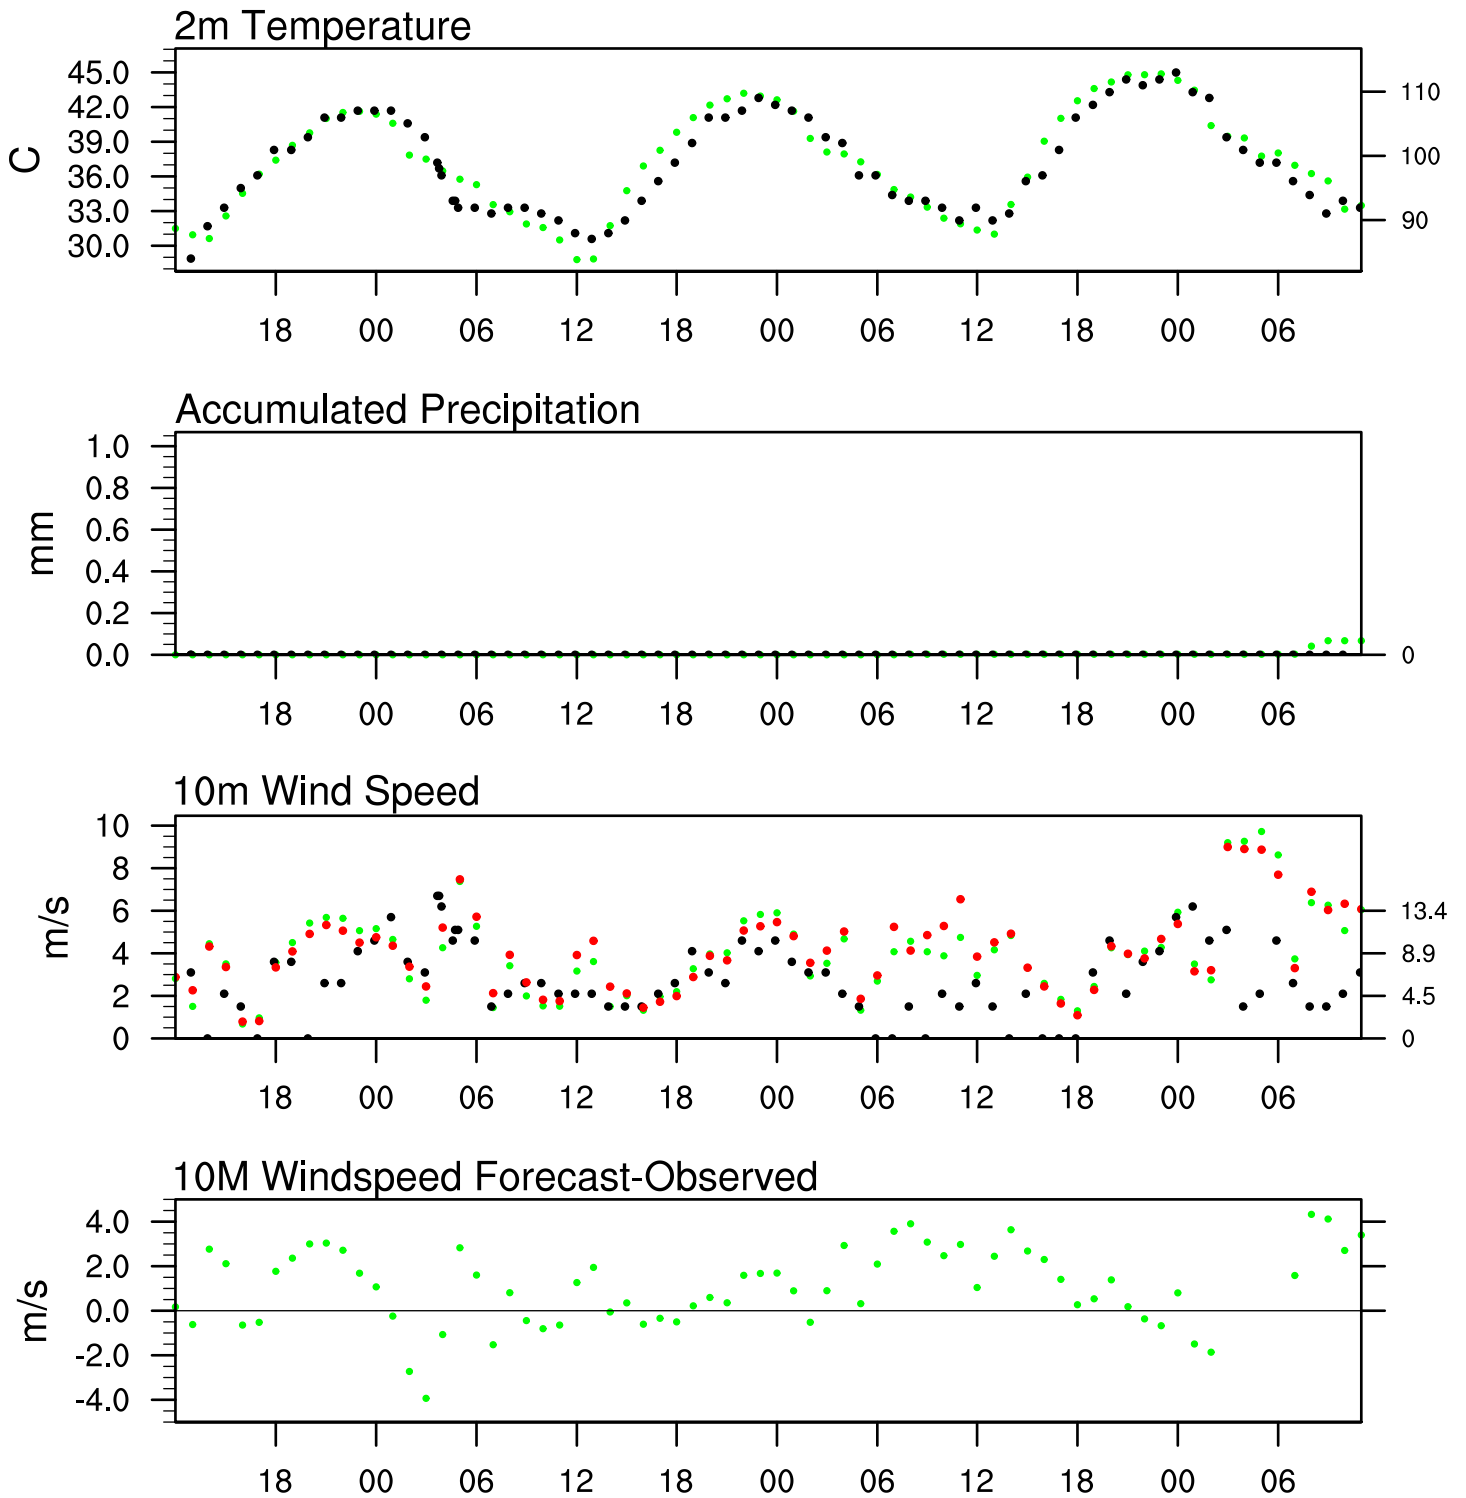 2m Temperature
C
45.0
42.0
39.0
36.0
33.0
30.0
110
100
90
18 00 06 12 18 00 06 12 18 00 06
Accumulated Precipitation
mm
1.0
0.8
0.6
0.4
0.2
0.0
0
18 00 06 12 18 00 06 12 18 00 06
10m Wind Speed
m/s
10
8
6
4
2
0
13.4
8.9
4.5
0
18 00 06 12 18 00 06 12 18 00 06
10M Windspeed Forecast-Observed
m/s
4.0
2.0
0.0
-2.0
-4.0
18 00 06 12 18 00 06 12 18 00 06